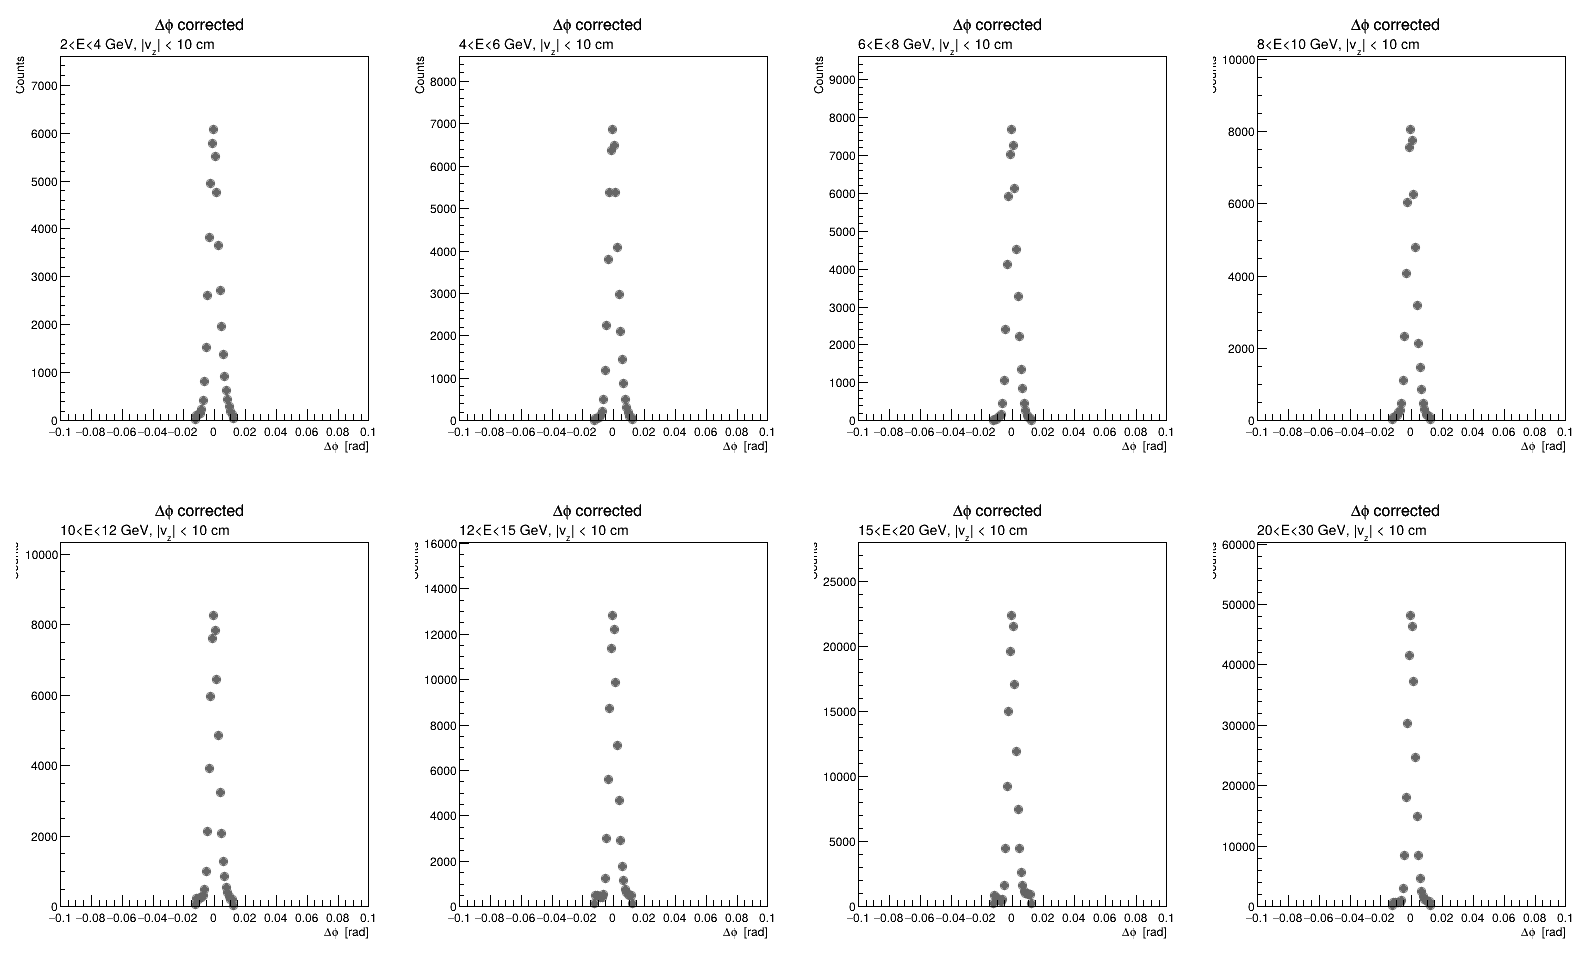 Δϕ corrected
2<E<4 GeV, |v_z| < 10 cm
Counts
7000
6000
5000
4000
3000
2000
1000
0
−0.1 −0.08 −0.06 −0.04 −0.02 0 0.02 0.04 0.06 0.08 0.1
Δϕ [rad]
Δϕ corrected
4<E<6 GeV, |v_z| < 10 cm
Counts
8000
7000
6000
5000
4000
3000
2000
1000
0
−0.1 −0.08 −0.06 −0.04 −0.02 0 0.02 0.04 0.06 0.08 0.1
Δϕ [rad]
Δϕ corrected
6<E<8 GeV, |v_z| < 10 cm
Counts
9000
8000
7000
6000
5000
4000
3000
2000
1000
0
−0.1 −0.08 −0.06 −0.04 −0.02 0 0.02 0.04 0.06 0.08 0.1
Δϕ [rad]
Δϕ corrected
8<E<10 GeV, |v_z| < 10 cm
Counts
10000
8000
6000
4000
2000
0
−0.1 −0.08 −0.06 −0.04 −0.02 0 0.02 0.04 0.06 0.08 0.1
Δϕ [rad]
Δϕ corrected
10<E<12 GeV, |v_z| < 10 cm
Counts
10000
8000
6000
4000
2000
0
−0.1 −0.08 −0.06 −0.04 −0.02 0 0.02 0.04 0.06 0.08 0.1
Δϕ [rad]
Δϕ corrected
12<E<15 GeV, |v_z| < 10 cm
Counts
16000
14000
12000
10000
8000
6000
4000
2000
0
−0.1 −0.08 −0.06 −0.04 −0.02 0 0.02 0.04 0.06 0.08 0.1
Δϕ [rad]
Δϕ corrected
15<E<20 GeV, |v_z| < 10 cm
Counts
25000
20000
15000
10000
5000
0
−0.1 −0.08 −0.06 −0.04 −0.02 0 0.02 0.04 0.06 0.08 0.1
Δϕ [rad]
Δϕ corrected
20<E<30 GeV, |v_z| < 10 cm
Counts
60000
50000
40000
30000
20000
10000
0
−0.1 −0.08 −0.06 −0.04 −0.02 0 0.02 0.04 0.06 0.08 0.1
Δϕ [rad]